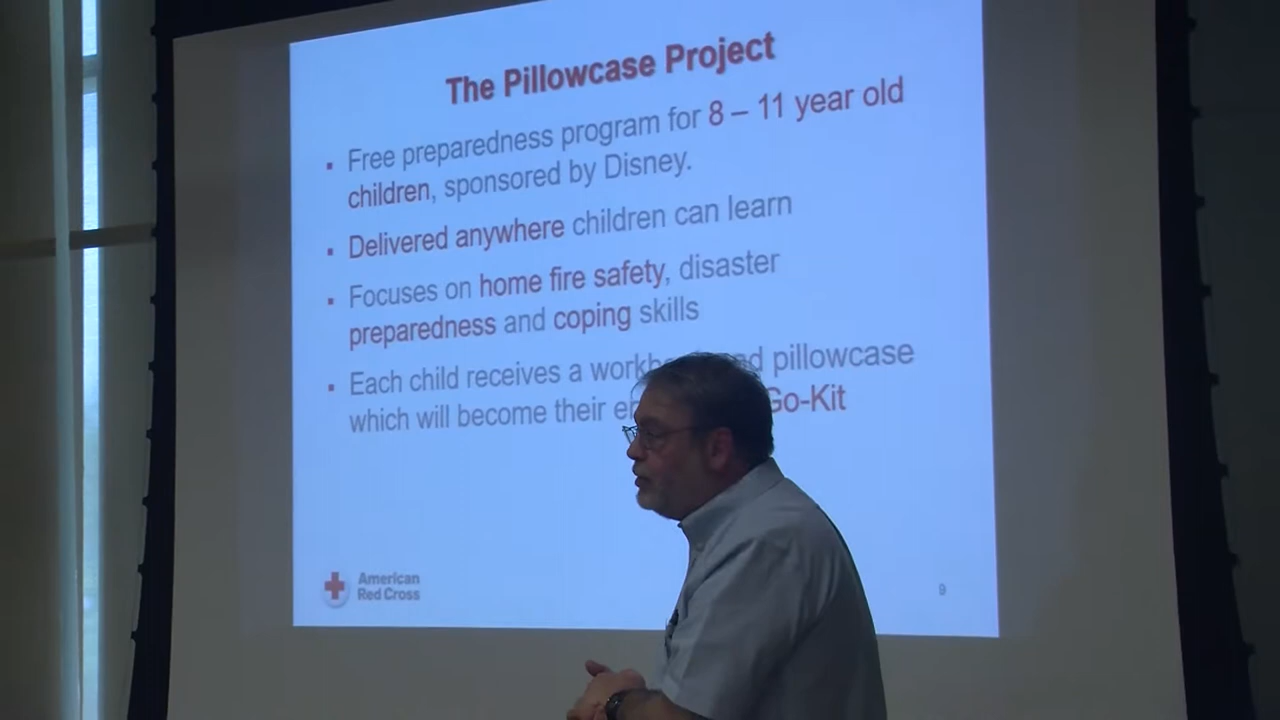 The Pillowcase Project
▪ Free preparedness program for 8 – 11 year old
children, sponsored by Disney.
▪ Delivered anywhere children can learn
▪ Focuses on home fire safety, disaster
preparedness and coping skills
▪ Each child receives a pillowcase
which will become their Go-Kit
American
Red Cross
9